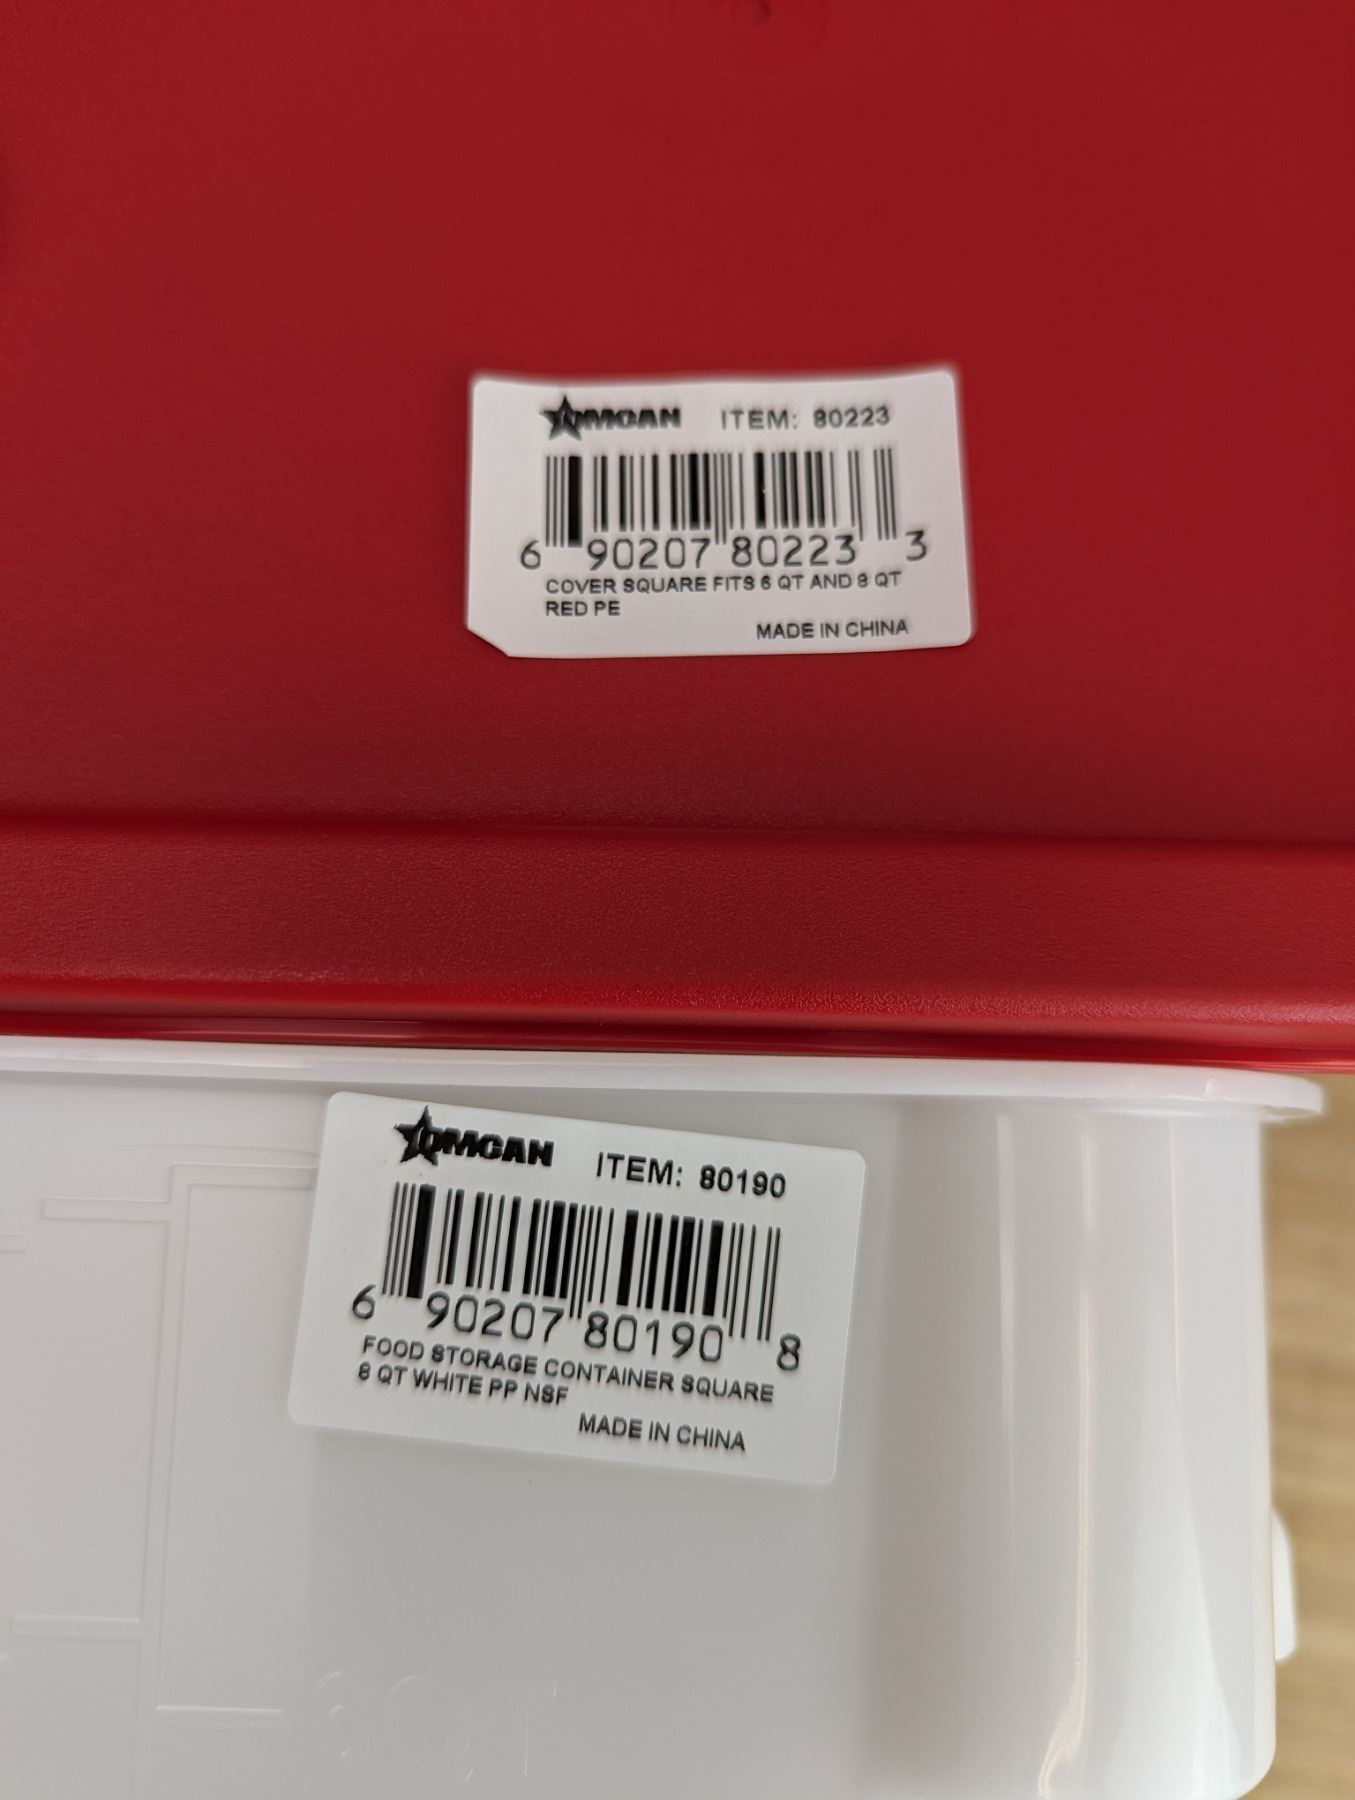 OMCAN ITEM: 80223
6 90207 80223 3
COVER SQUARE FITS 6 QT AND 8 QT
RED PE
MADE IN CHINA
OMCAN ITEM: 80190
6 90207 80190 8
FOOD STORAGE CONTAINER SQUARE
8 QT WHITE PP NSF
MADE IN CHINA